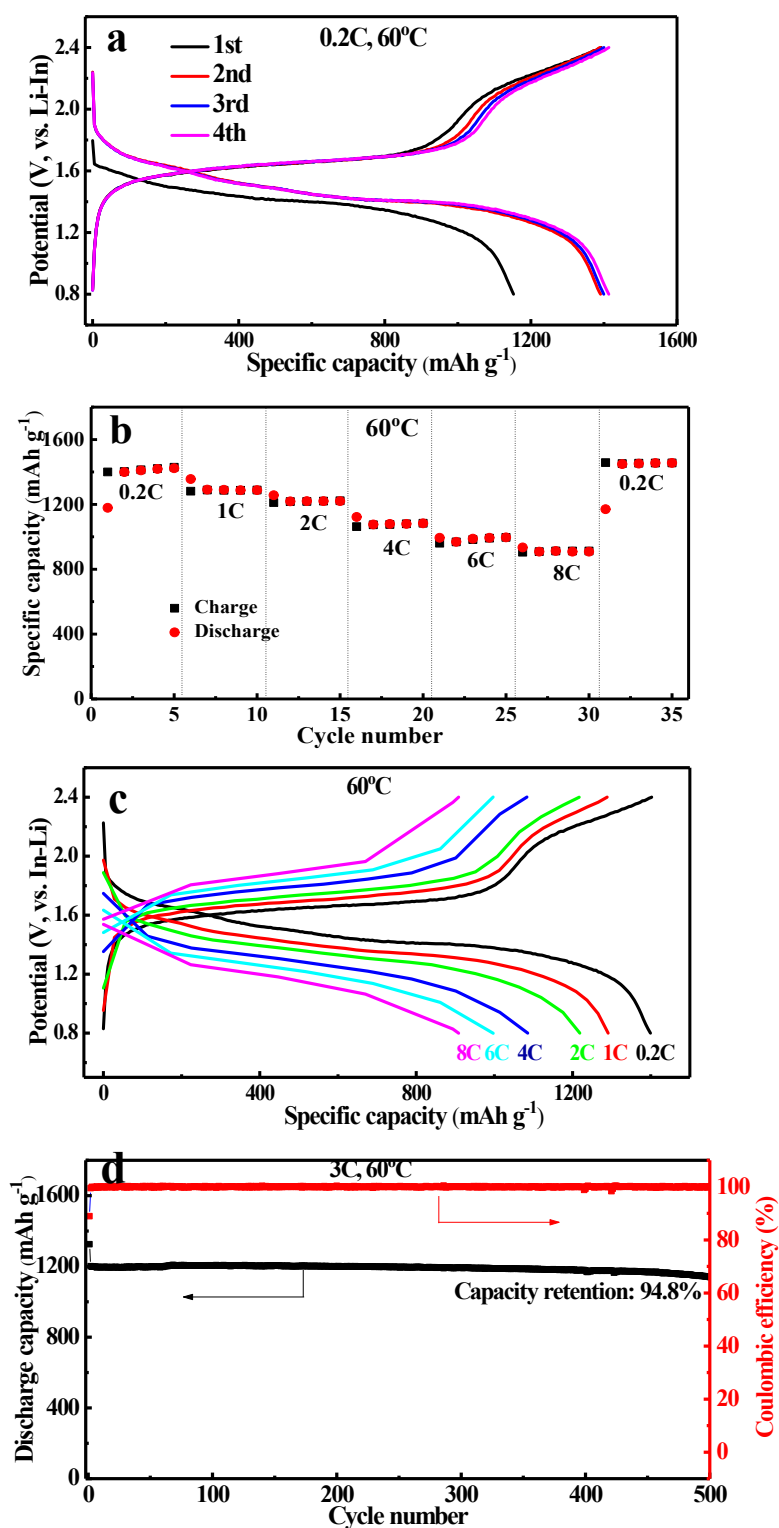 a
0.2C, 60°C
1st
2nd
3rd
4th
Potential (V, vs. Li-In)
2.4
2.0
1.6
1.2
0.8
0 400 800 1200 1600
Specific capacity (mAh g⁻¹)
b
60°C
Specific capacity (mAh g⁻¹)
1600
1200
800
400
0
0.2C 1C 2C 4C 6C 8C 0.2C
Charge
Discharge
0 5 10 15 20 25 30 35
Cycle number
c
60°C
Potential (V, vs. In-Li)
2.4
2.0
1.6
1.2
0.8
8C 6C 4C 2C 1C 0.2C
0 400 800 1200
Specific capacity (mAh g⁻¹)
d
3C, 60°C
Discharge capacity (mAh g⁻¹)
1600
1200
800
400
0
Capacity retention: 94.8%
100
80
60
40
20
0
Coulombic efficiency (%)
0 100 200 300 400 500
Cycle number